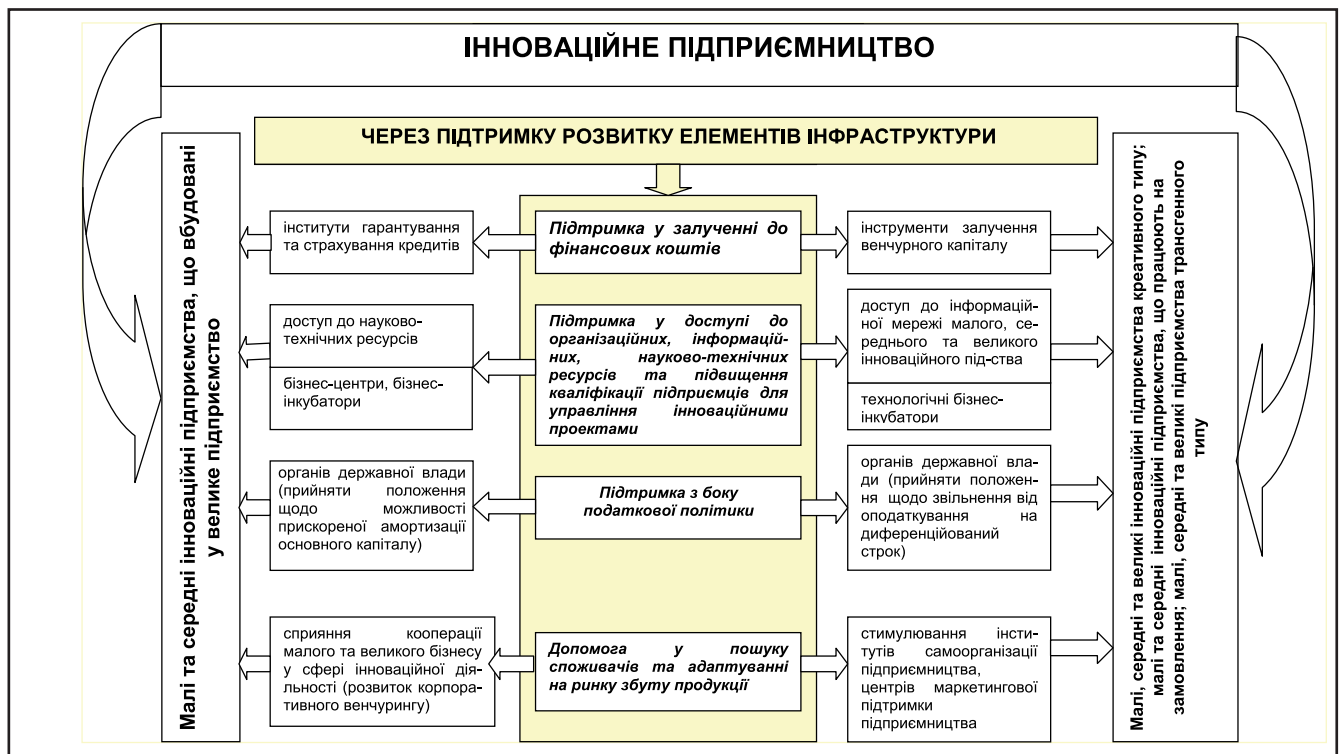 ІННОВАЦІЙНЕ ПІДПРИЄМНИЦТВО
ЧЕРЕЗ ПІДТРИМКУ РОЗВИТКУ ЕЛЕМЕНТІВ ІНФРАСТРУКТУРИ
Малі та середні інноваційні підприємства, що вбудовані
у велике підприємство
інститути гарантування
та страхування кредитів
Підтримка у залученні до
фінансових коштів
інструменти залучення
венчурного капіталу
доступ до науково-
технічних ресурсів
бізнес-центри, бізнес-
інкубатори
Підтримка у доступі до
організаційних, інформацій-
них, науково-технічних
ресурсів та підвищення
кваліфікації підприємців для
управління інноваційними
проектами
доступ до інформацій-
ної мережі малого, се-
реднього та великого
інноваційного під-ства
технологічні бізнес-
інкубатори
органів державної влади
(прийняти положення
щодо можливості
прискореної амортизації
основного капіталу)
Підтримка з боку
податкової політики
органів державної вла-
ди (прийняти положен-
ня щодо звільнення від
оподаткування на
диференційований
строк)
сприяння кооперації
малого та великого бізнесу
у сфері інноваційної дія-
льності (розвиток корпора-
тивного венчурингу)
Допомога у пошуку
споживачів та адаптуванні
на ринку збуту продукції
стимулювання інсти-
тутів самоорганізації
підприємництва,
центрів маркетингової
підтримки
підприємництва
Малі, середні та великі інноваційні підприємства креативного типу;
малі та середні інноваційні підприємства, що працюють на
замовлення; малі, середні та великі підприємства трансгенного
типу